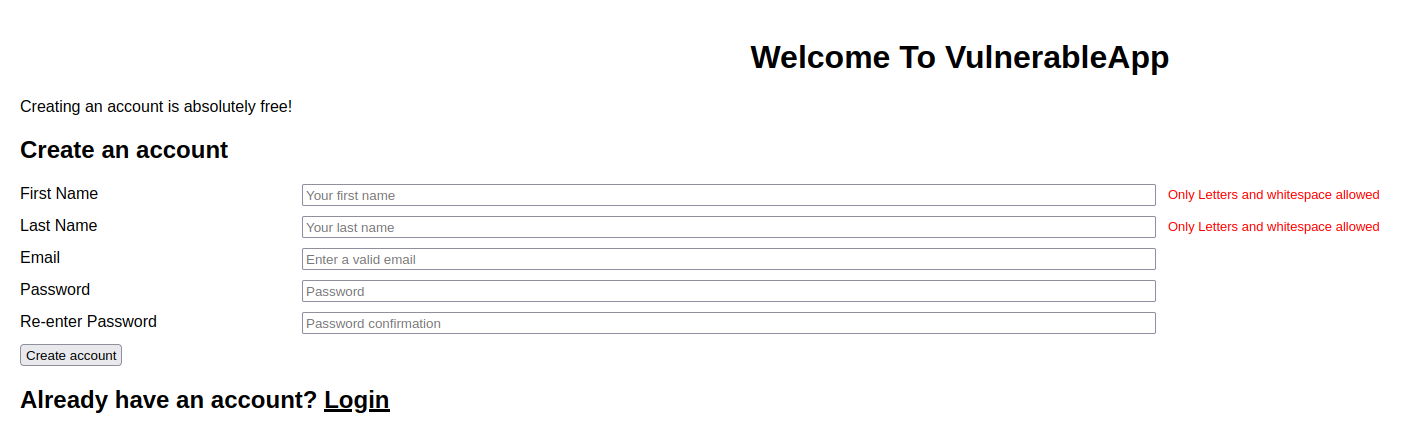 Welcome To VulnerableApp
Creating an account is absolutely free!
Create an account
First Name Your first name Only Letters and whitespace allowed
Last Name Your last name Only Letters and whitespace allowed
Email Enter a valid email
Password Password
Re-enter Password Password confirmation
Create account
Already have an account? Login